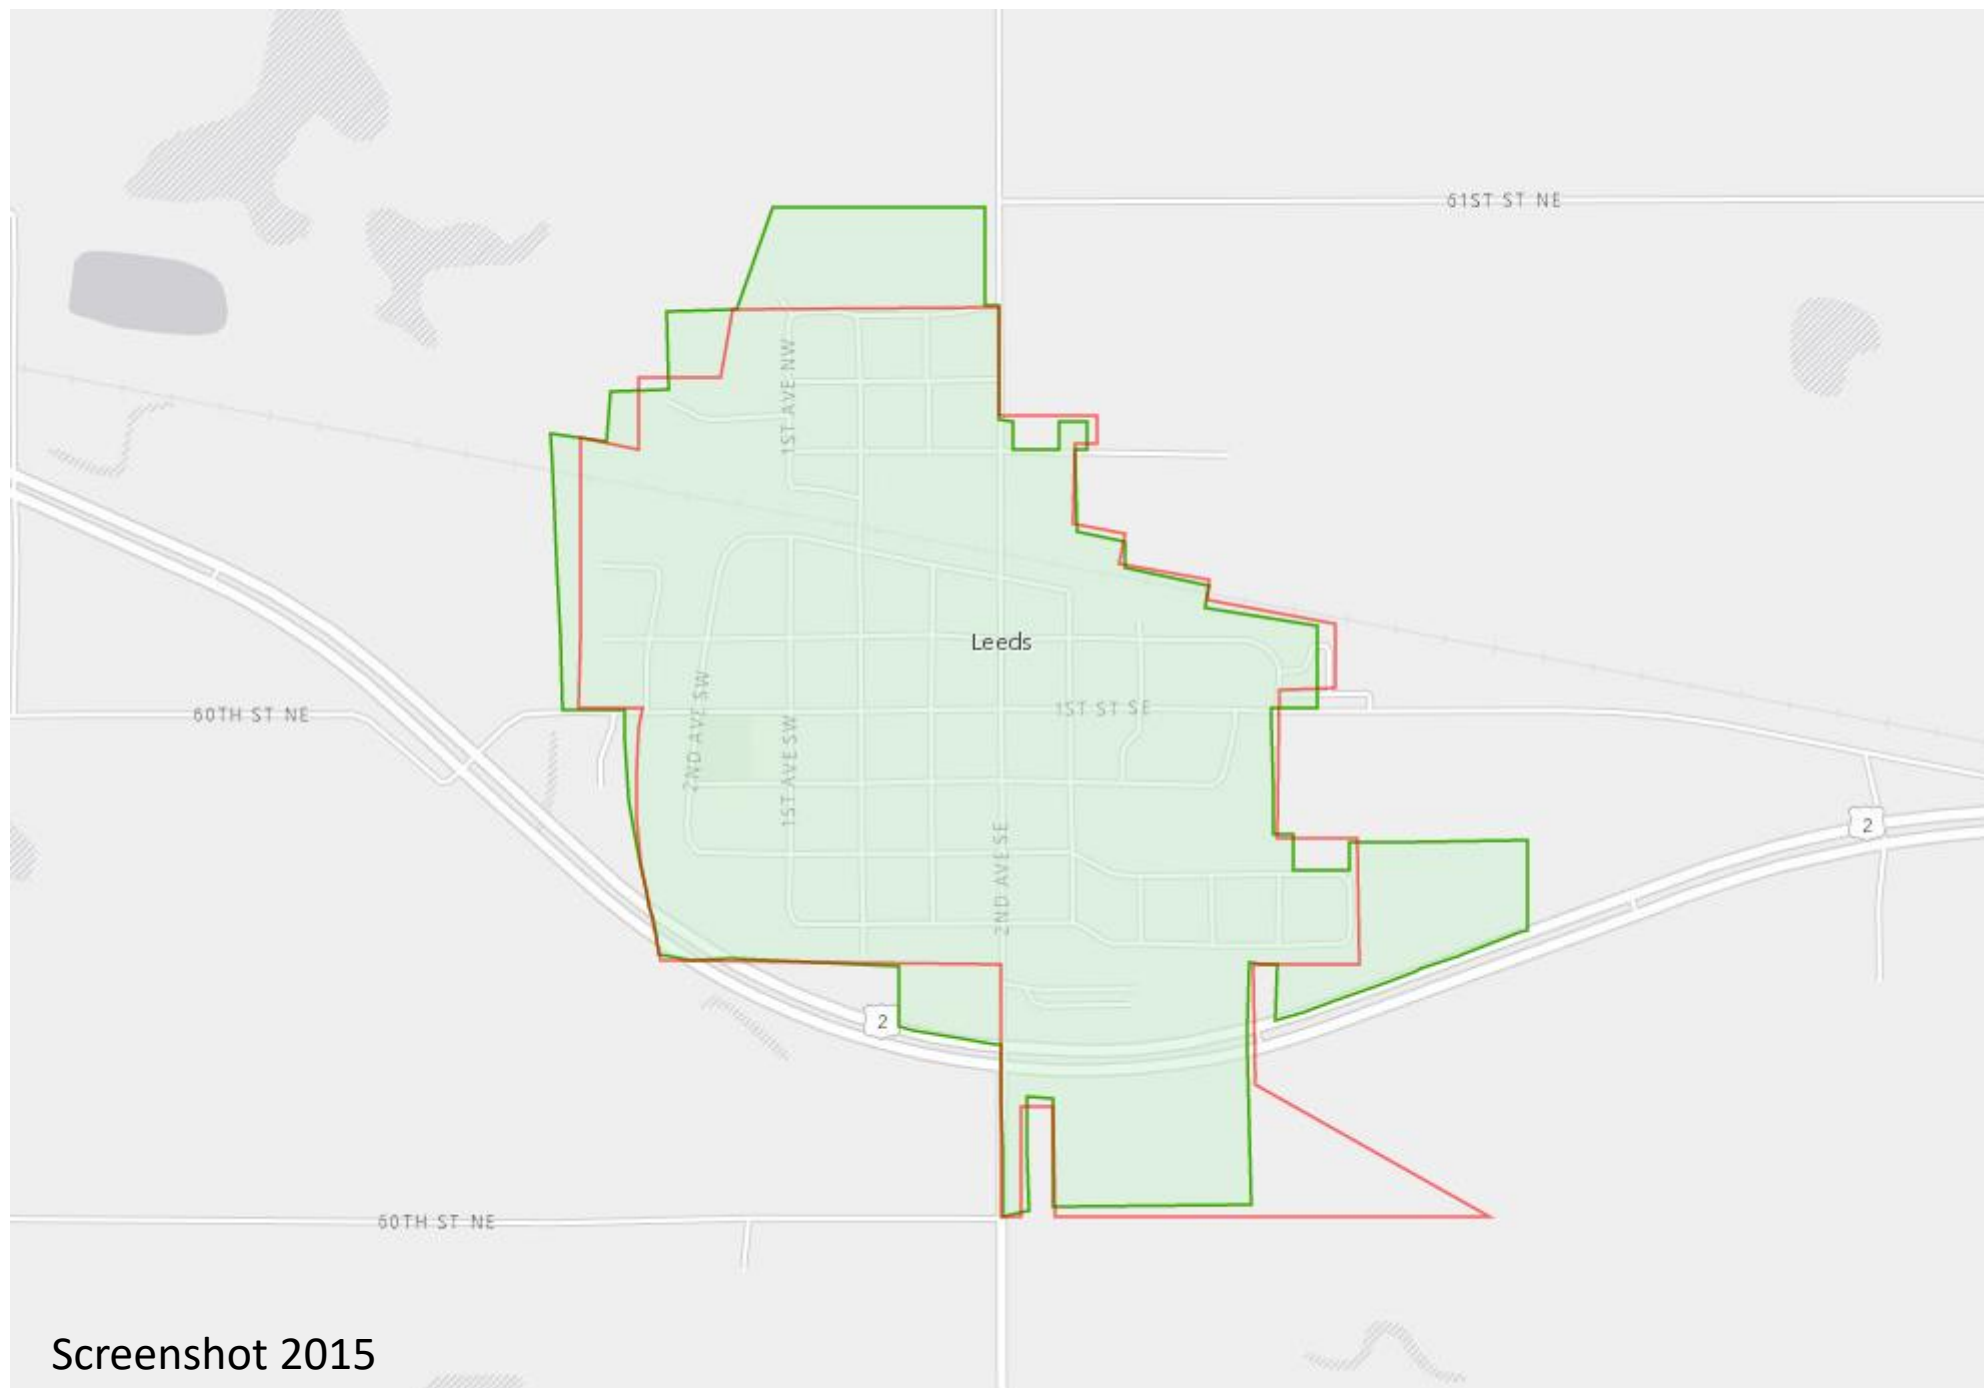 61ST ST NE
1ST AVE NW
Leeds
2ND AVE SW
1ST AVE SW
60TH ST NE
1ST ST SE
2
2ND AVE SE
2
60TH ST NE
Screenshot 2015